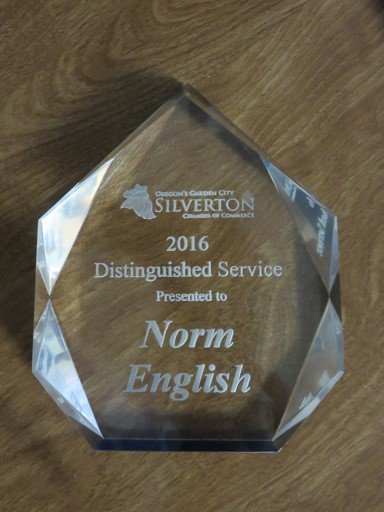 OREGON'S GARDEN CITY
SILVERTON
CHAMBER OF COMMERCE
2016
Distinguished Service
Presented to
Norm
English